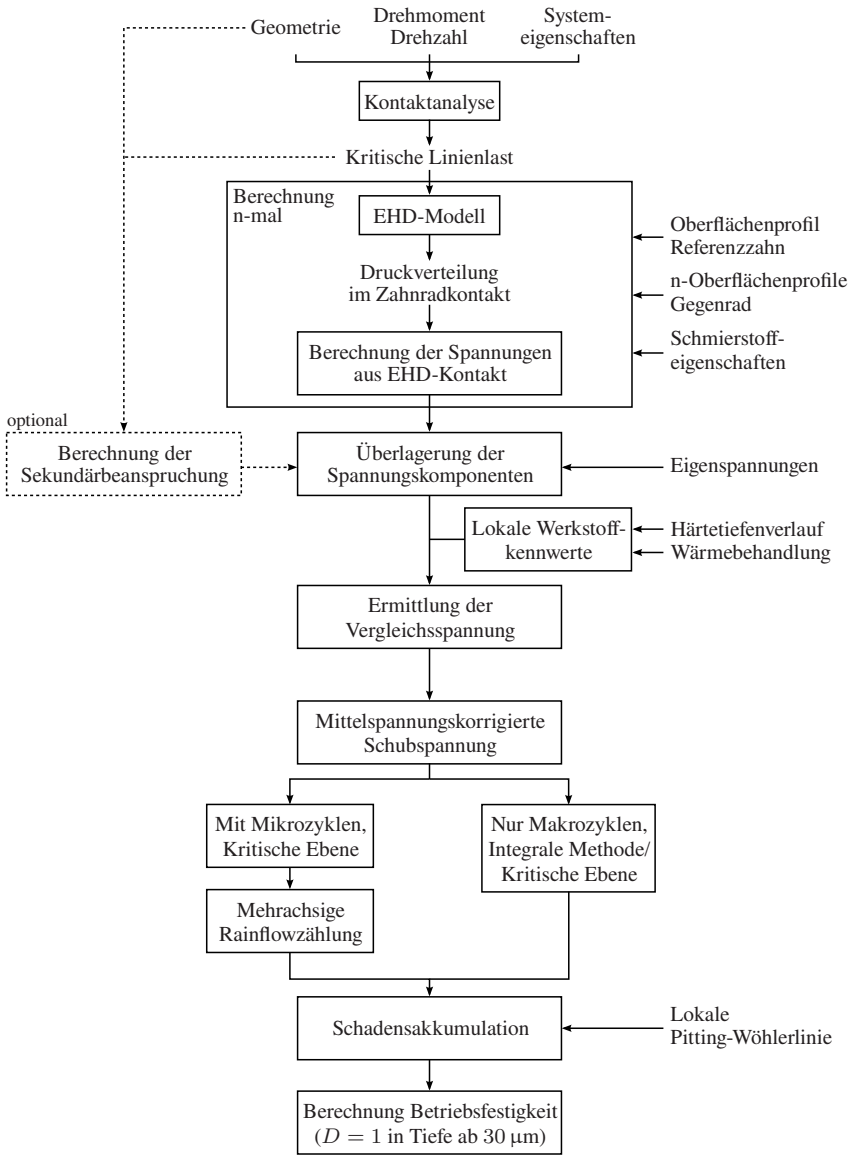 Geometrie
Drehmoment
Drehzahl
System-
eigenschaften
Kontaktanalyse
Kritische Linienlast
Berechnung
n-mal
EHD-Modell
Oberflächenprofil
Referenzzahn
Druckverteilung
im Zahnradkontakt
n-Oberflächenprofile
Gegenrad
Berechnung der Spannungen
aus EHD-Kontakt
Schmierstoff-
eigenschaften
optional
Berechnung der
Sekundärbeanspruchung
Überlagerung der
Spannungskomponenten
Eigenspannungen
Lokale Werkstoff-
kennwerte
Härtetiefenverlauf
Wärmebehandlung
Ermittlung der
Vergleichsspannung
Mittelspannungskorrigierte
Schubspannung
Mit Mikrozyklen,
Kritische Ebene
Nur Makrozyklen,
Integrale Methode/
Kritische Ebene
Mehrachsige
Rainflowzählung
Schadensakkumulation
Lokale
Pitting-Wöhlerlinie
Berechnung Betriebsfestigkeit
(D = 1 in Tiefe ab 30 µm)